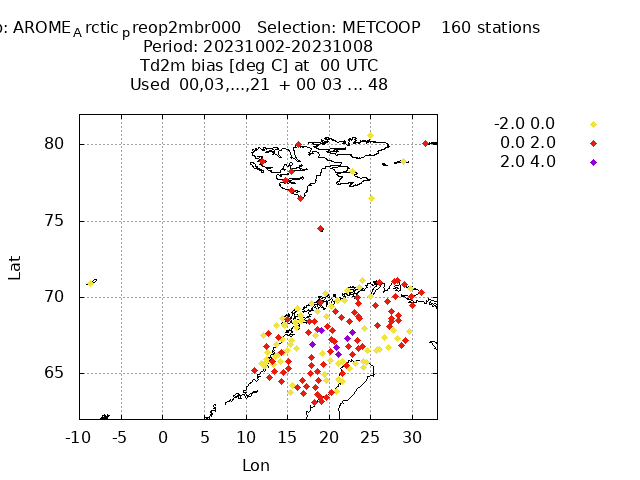 : AROME_Arctic_preop2mbr000 Selection: METCOOP 160 stations
Period: 20231002-20231008
Td2m bias [deg C] at 00 UTC
Used 00,03,...,21 + 00 03 ... 48
-2.0 0.0
0.0 2.0
2.0 4.0
80
75
70
65
Lat
-10 -5 0 5 10 15 20 25 30
Lon